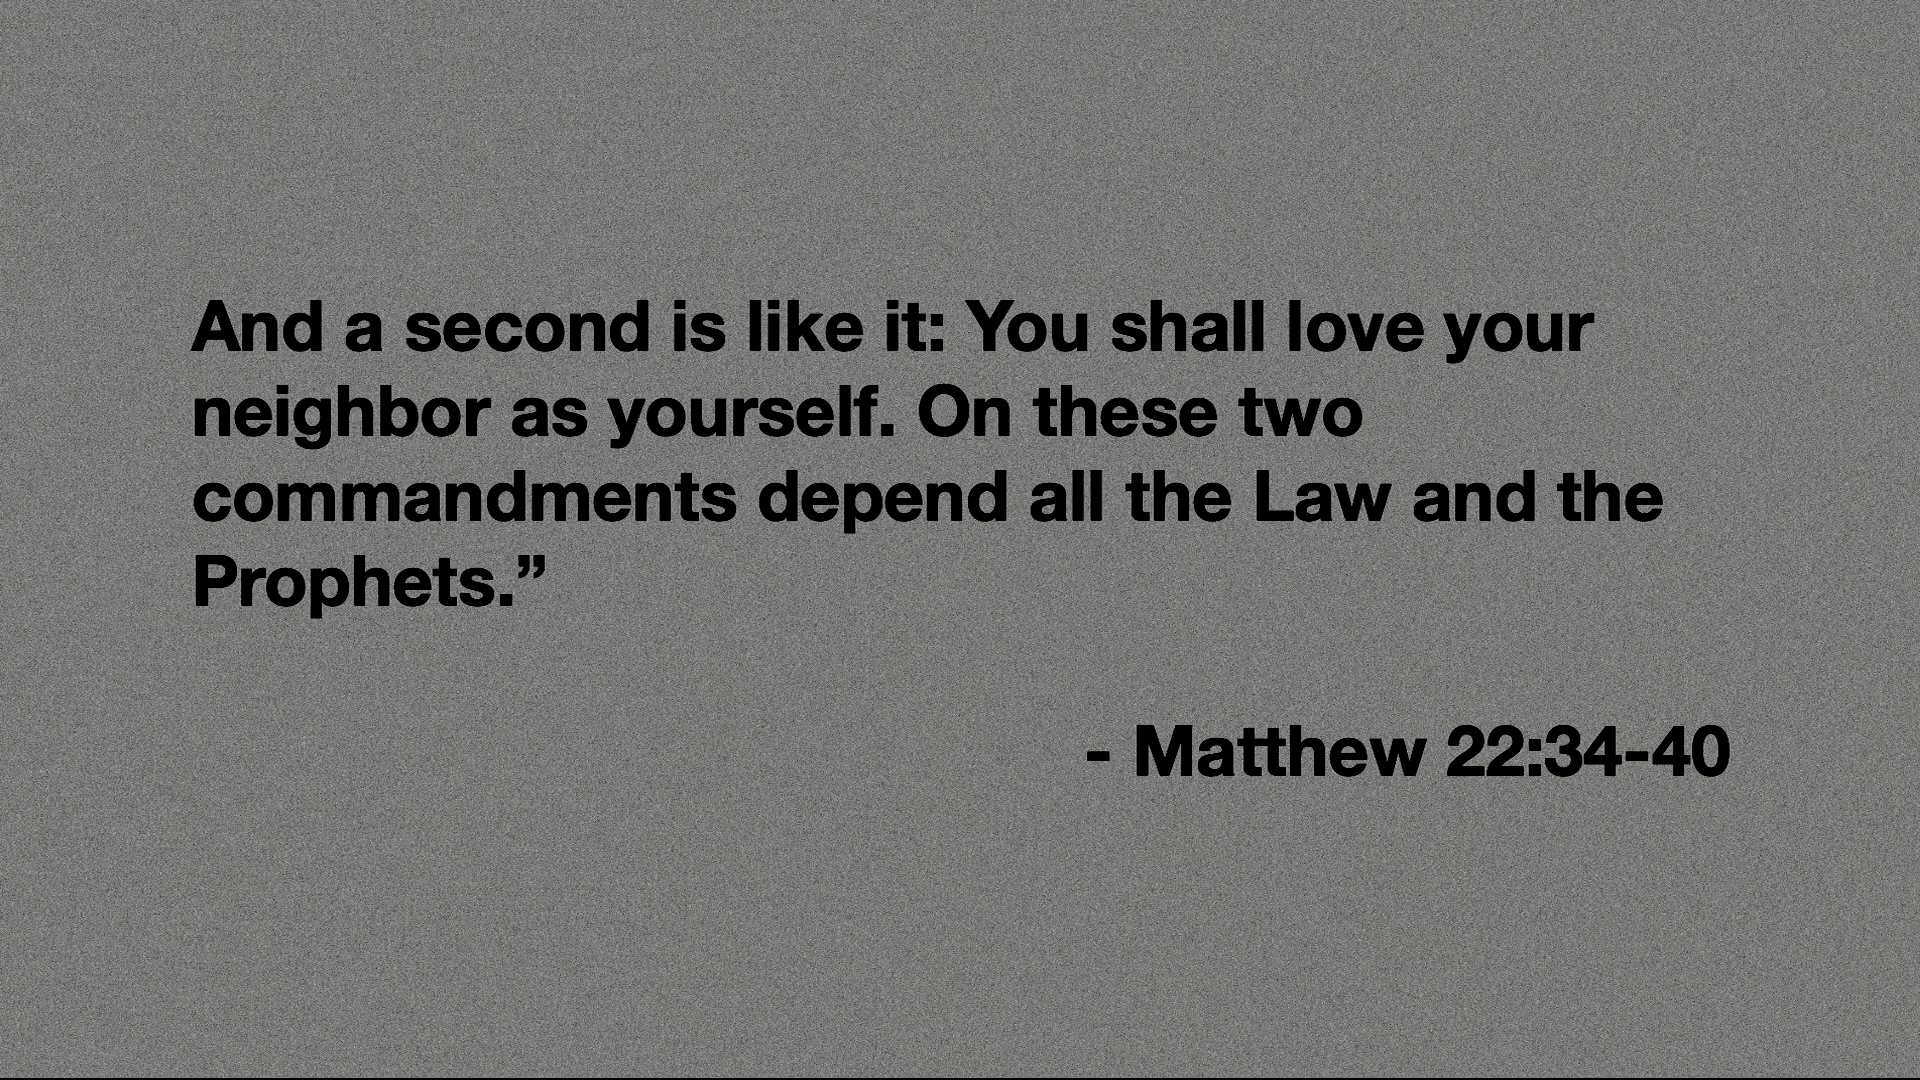 And a second is like it: You shall love your
neighbor as yourself. On these two
commandments depend all the Law and the
Prophets.”
- Matthew 22:34-40